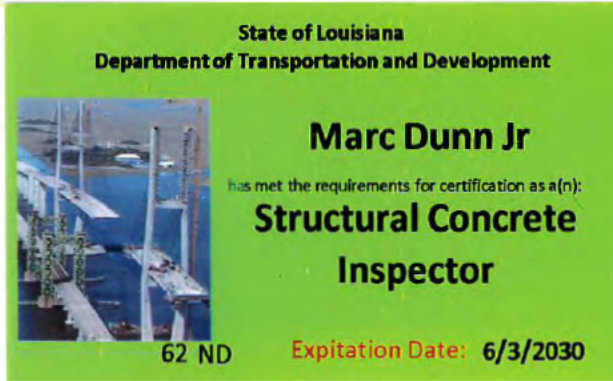 State of Louisiana
Department of Transportation and Development
Marc Dunn Jr
has met the requirements for certification as a(n):
Structural Concrete
Inspector
62 ND
Expitation Date: 6/3/2030